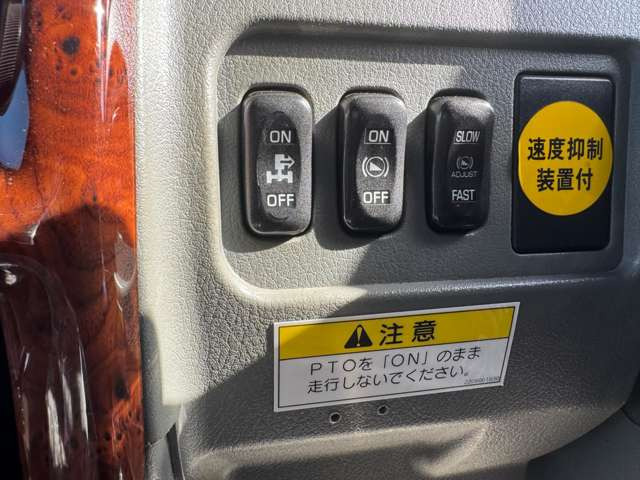 ON
OFF
ON
OFF
SLOW
ADJUST
FAST
速度抑制
装置付
注意
PTOを「ON」のまま
走行しないでください。